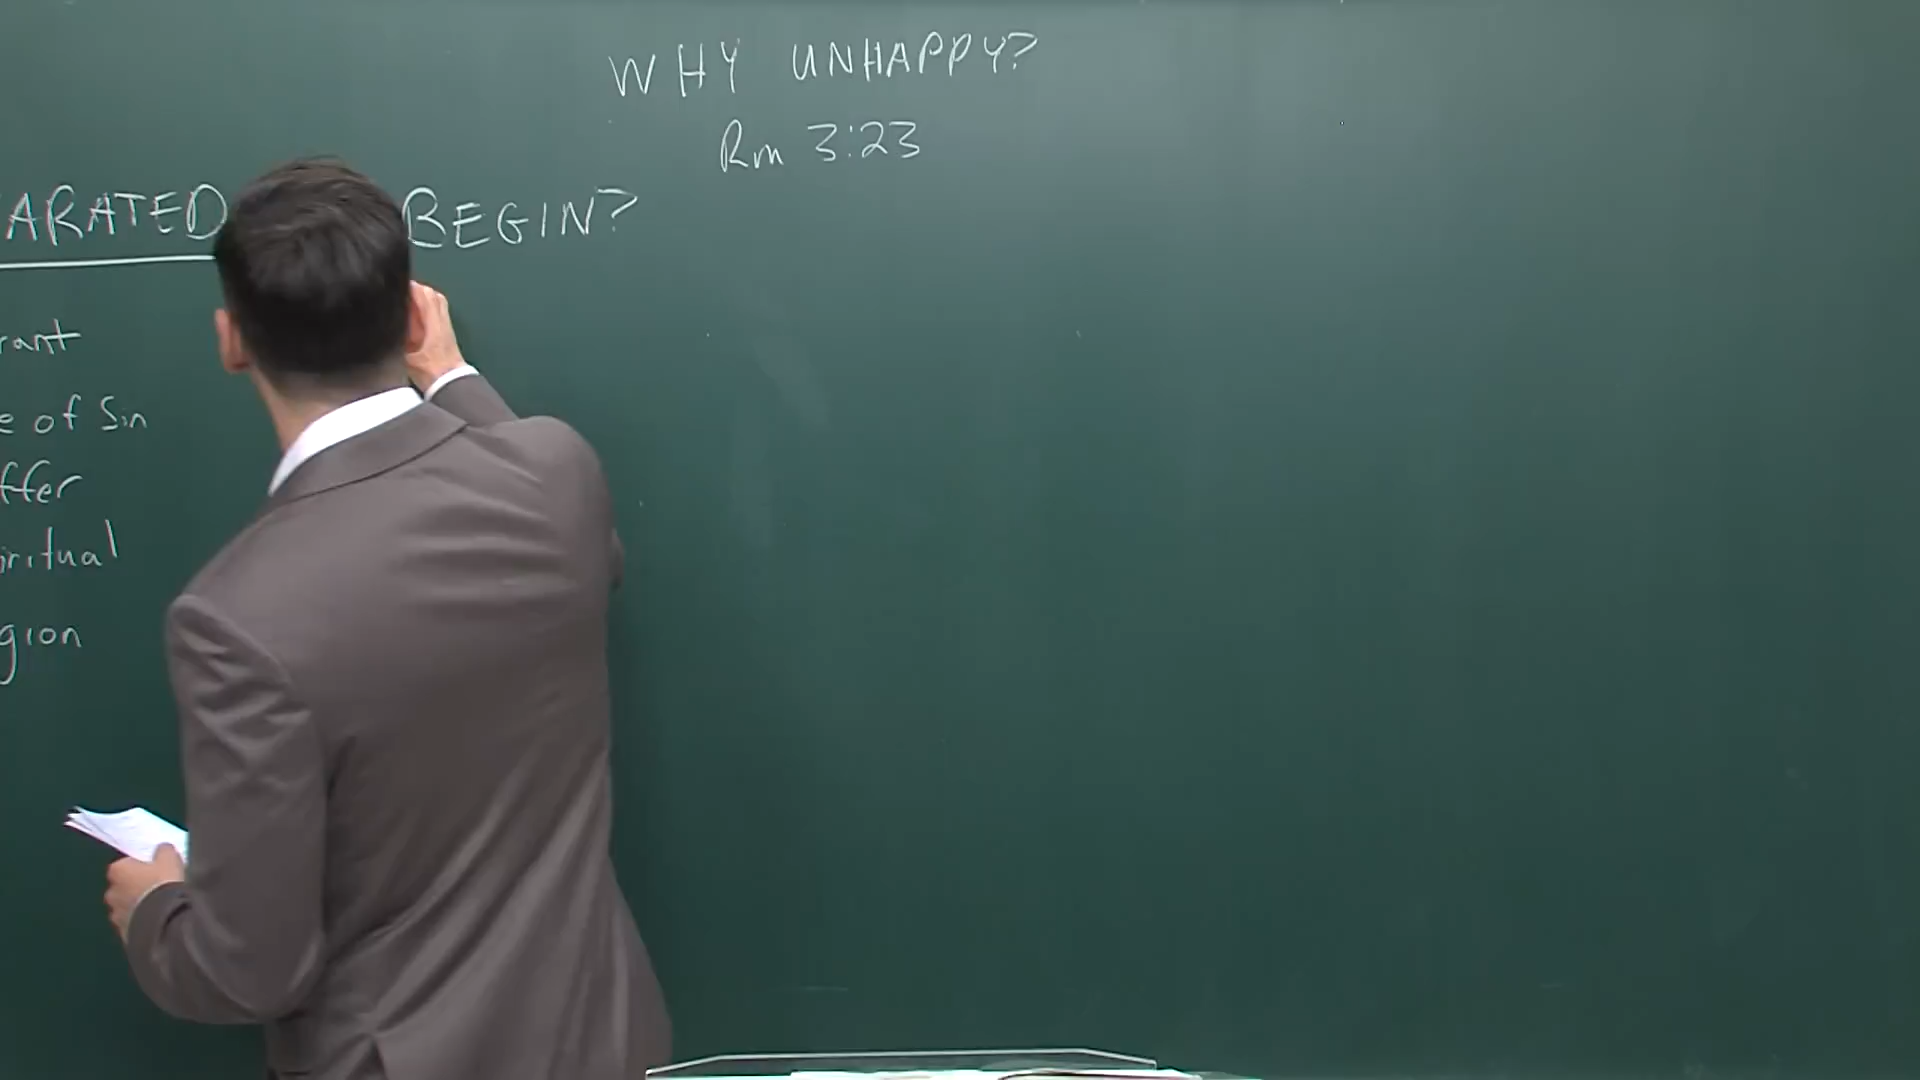 WHY UNHAPPY?
Rm 3:23
ARATED BEGIN?
rant
e of Sin
ffer
iritual
gion